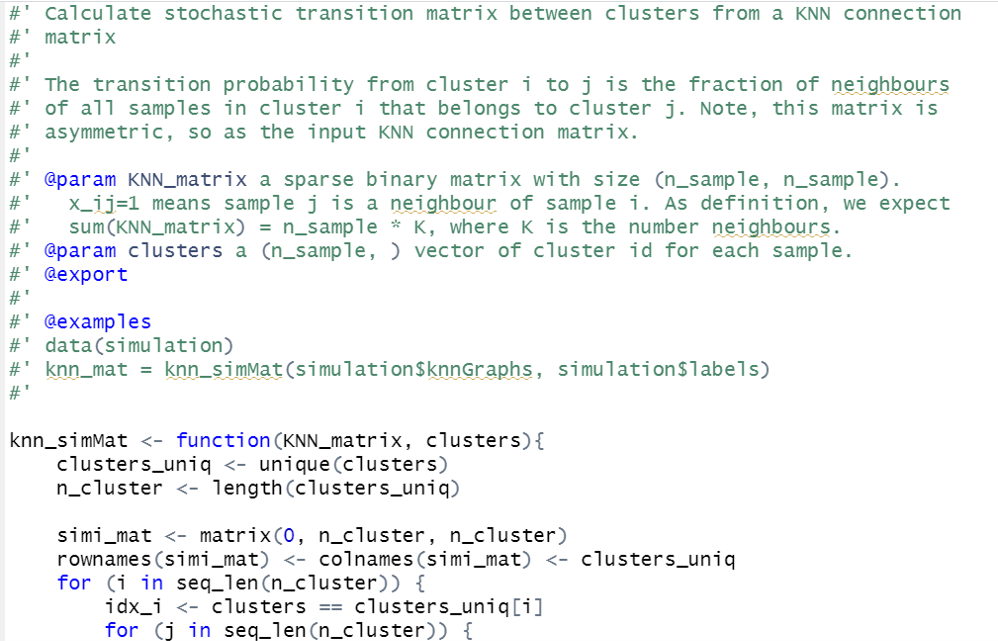 #' Calculate stochastic transition matrix between clusters from a KNN connection
#' matrix
#'
#' The transition probability from cluster i to j is the fraction of neighbours
#' of all samples in cluster i that belongs to cluster j. Note, this matrix is
#' asymmetric, so as the input KNN connection matrix.
#'
#' @param KNN_matrix a sparse binary matrix with size (n_sample, n_sample).
#'   x_ij=1 means sample j is a neighbour of sample i. As definition, we expect
#'   sum(KNN_matrix) = n_sample * K, where K is the number neighbours.
#' @param clusters a (n_sample, ) vector of cluster id for each sample.
#' @export
#'
#' @examples
#' data(simulation)
#' knn_mat = knn_simMat(simulation$knnGraphs, simulation$labels)
#'
knn_simMat <- function(KNN_matrix, clusters){
    clusters_uniq <- unique(clusters)
    n_cluster <- length(clusters_uniq)
    simi_mat <- matrix(0, n_cluster, n_cluster)
    rownames(simi_mat) <- colnames(simi_mat) <- clusters_uniq
    for (i in seq_len(n_cluster)) {
        idx_i <- clusters == clusters_uniq[i]
        for (j in seq_len(n_cluster)) {